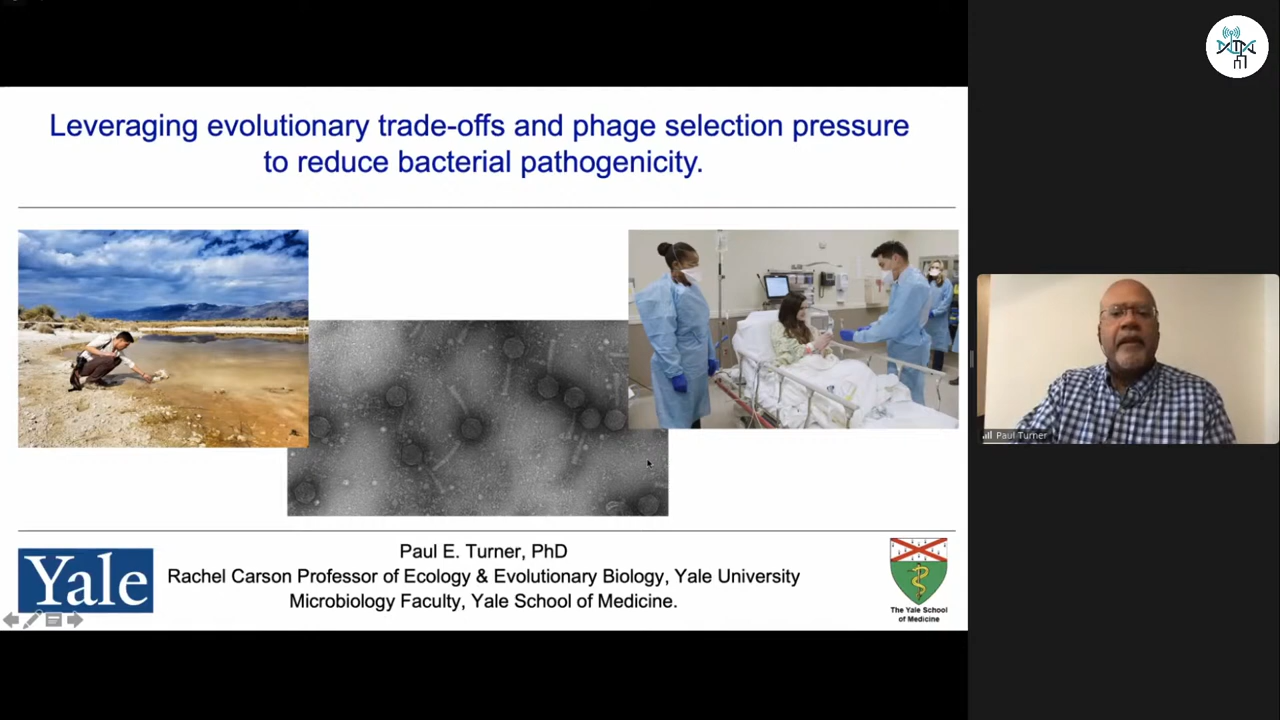 Leveraging evolutionary trade-offs and phage selection pressure
to reduce bacterial pathogenicity.
Yale
Paul E. Turner, PhD
Rachel Carson Professor of Ecology & Evolutionary Biology, Yale University
Microbiology Faculty, Yale School of Medicine.
The Yale School
of Medicine
Paul Turner